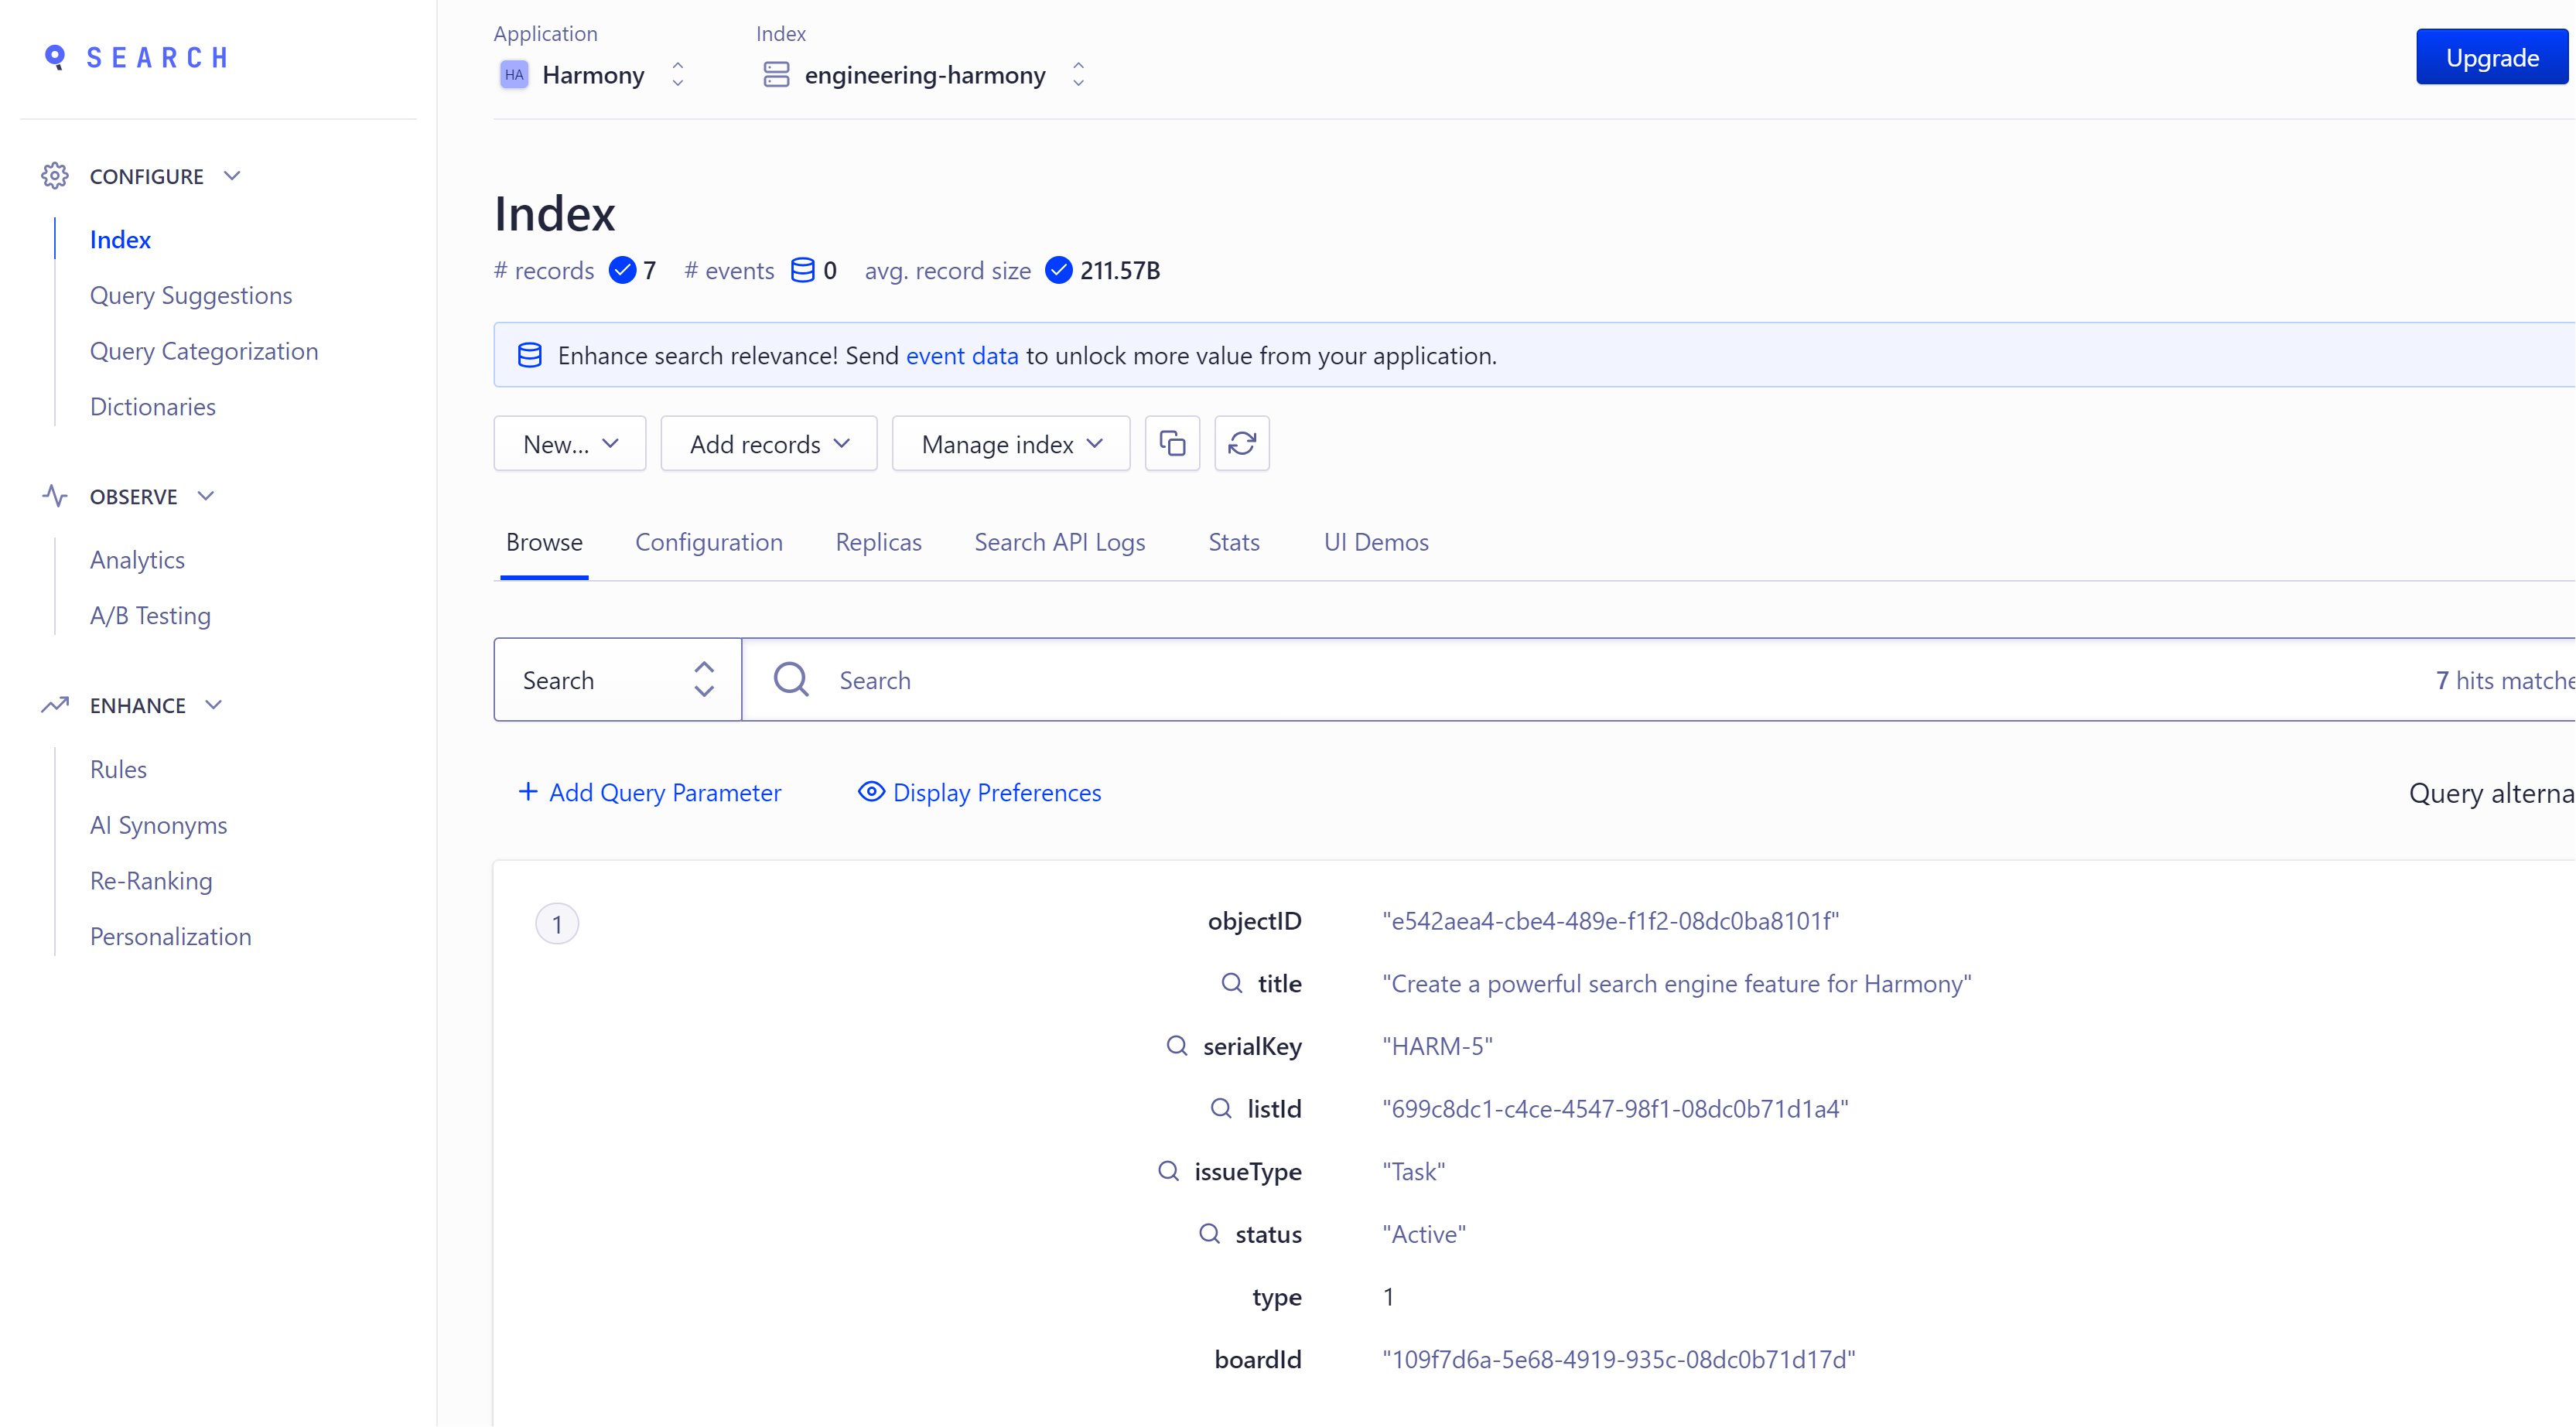 SEARCH
CONFIGURE
Index
Query Suggestions
Query Categorization
Dictionaries
OBSERVE
Analytics
A/B Testing
ENHANCE
Rules
AI Synonyms
Re-Ranking
Personalization
Application
Index
HA Harmony
engineering-harmony
Upgrade
Index
# records 7 # events 0 avg. record size 211.57B
Enhance search relevance! Send event data to unlock more value from your application.
New... Add records Manage index
Browse Configuration Replicas Search API Logs Stats UI Demos
Search Search 7 hits matche
Add Query Parameter Display Preferences Query alterna
1
objectID "e542aea4-cbe4-489e-f1f2-08dc0ba8101f"
title "Create a powerful search engine feature for Harmony"
serialKey "HARM-5"
listId "699c8dc1-c4ce-4547-98f1-08dc0b71d1a4"
issueType "Task"
status "Active"
type 1
boardId "109f7d6a-5e68-4919-935c-08dc0b71d17d"